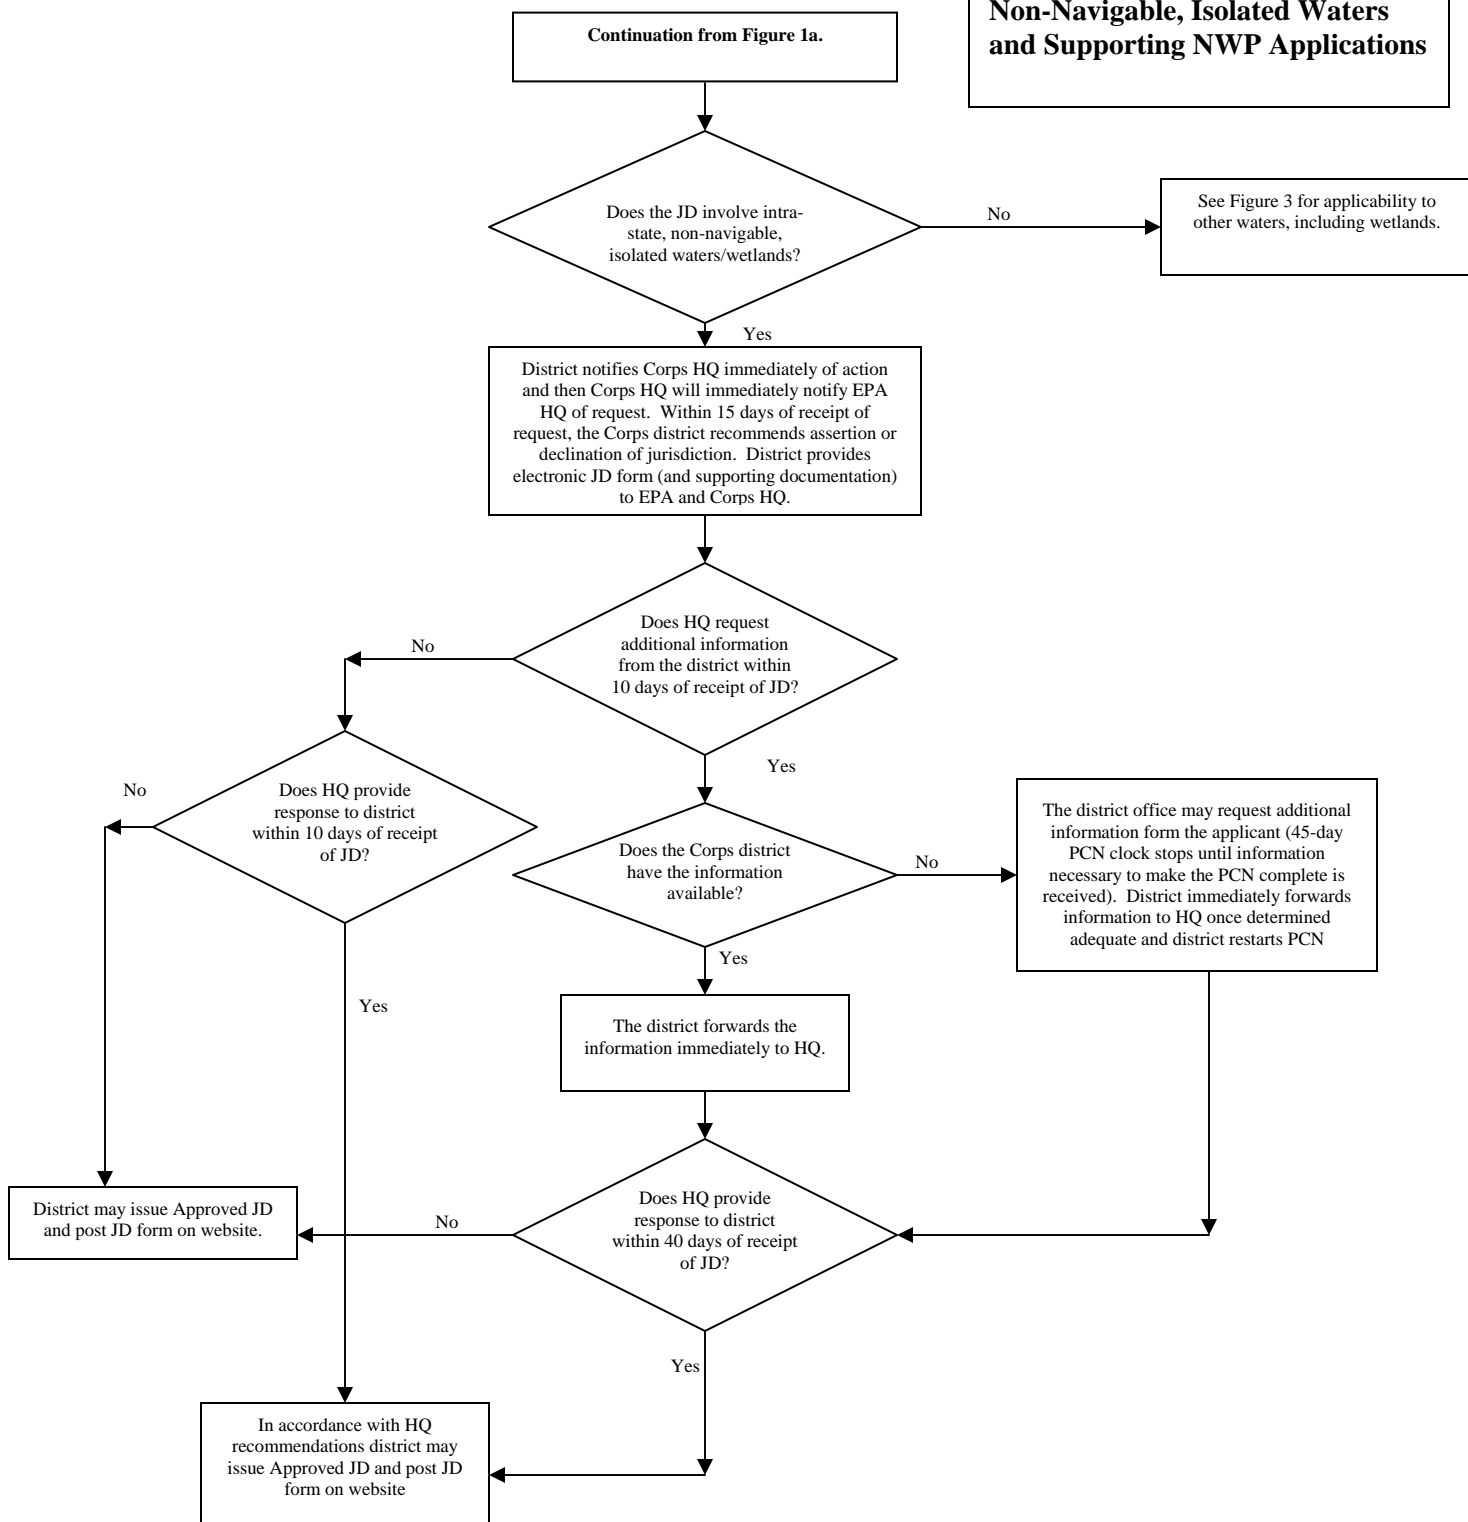 Non-Navigable, Isolated Waters
and Supporting NWP Applications
Continuation from Figure 1a.
Does the JD involve intra-
state, non-navigable,
isolated waters/wetlands?
No
See Figure 3 for applicability to
other waters, including wetlands.
Yes
District notifies Corps HQ immediately of action
and then Corps HQ will immediately notify EPA
HQ of request.  Within 15 days of receipt of
request, the Corps district recommends assertion or
declination of jurisdiction.  District provides
electronic JD form (and supporting documentation)
to EPA and Corps HQ.
Does HQ request
additional information
from the district within
10 days of receipt of JD?
No
Yes
Does HQ provide
response to district
within 10 days of receipt
of JD?
No
Yes
Does the Corps district
have the information
available?
No
The district office may request additional
information form the applicant (45-day
PCN clock stops until information
necessary to make the PCN complete is
received).  District immediately forwards
information to HQ once determined
adequate and district restarts PCN
Yes
The district forwards the
information immediately to HQ.
Does HQ provide
response to district
within 40 days of receipt
of JD?
No
District may issue Approved JD
and post JD form on website.
Yes
In accordance with HQ
recommendations district may
issue Approved JD and post JD
form on website